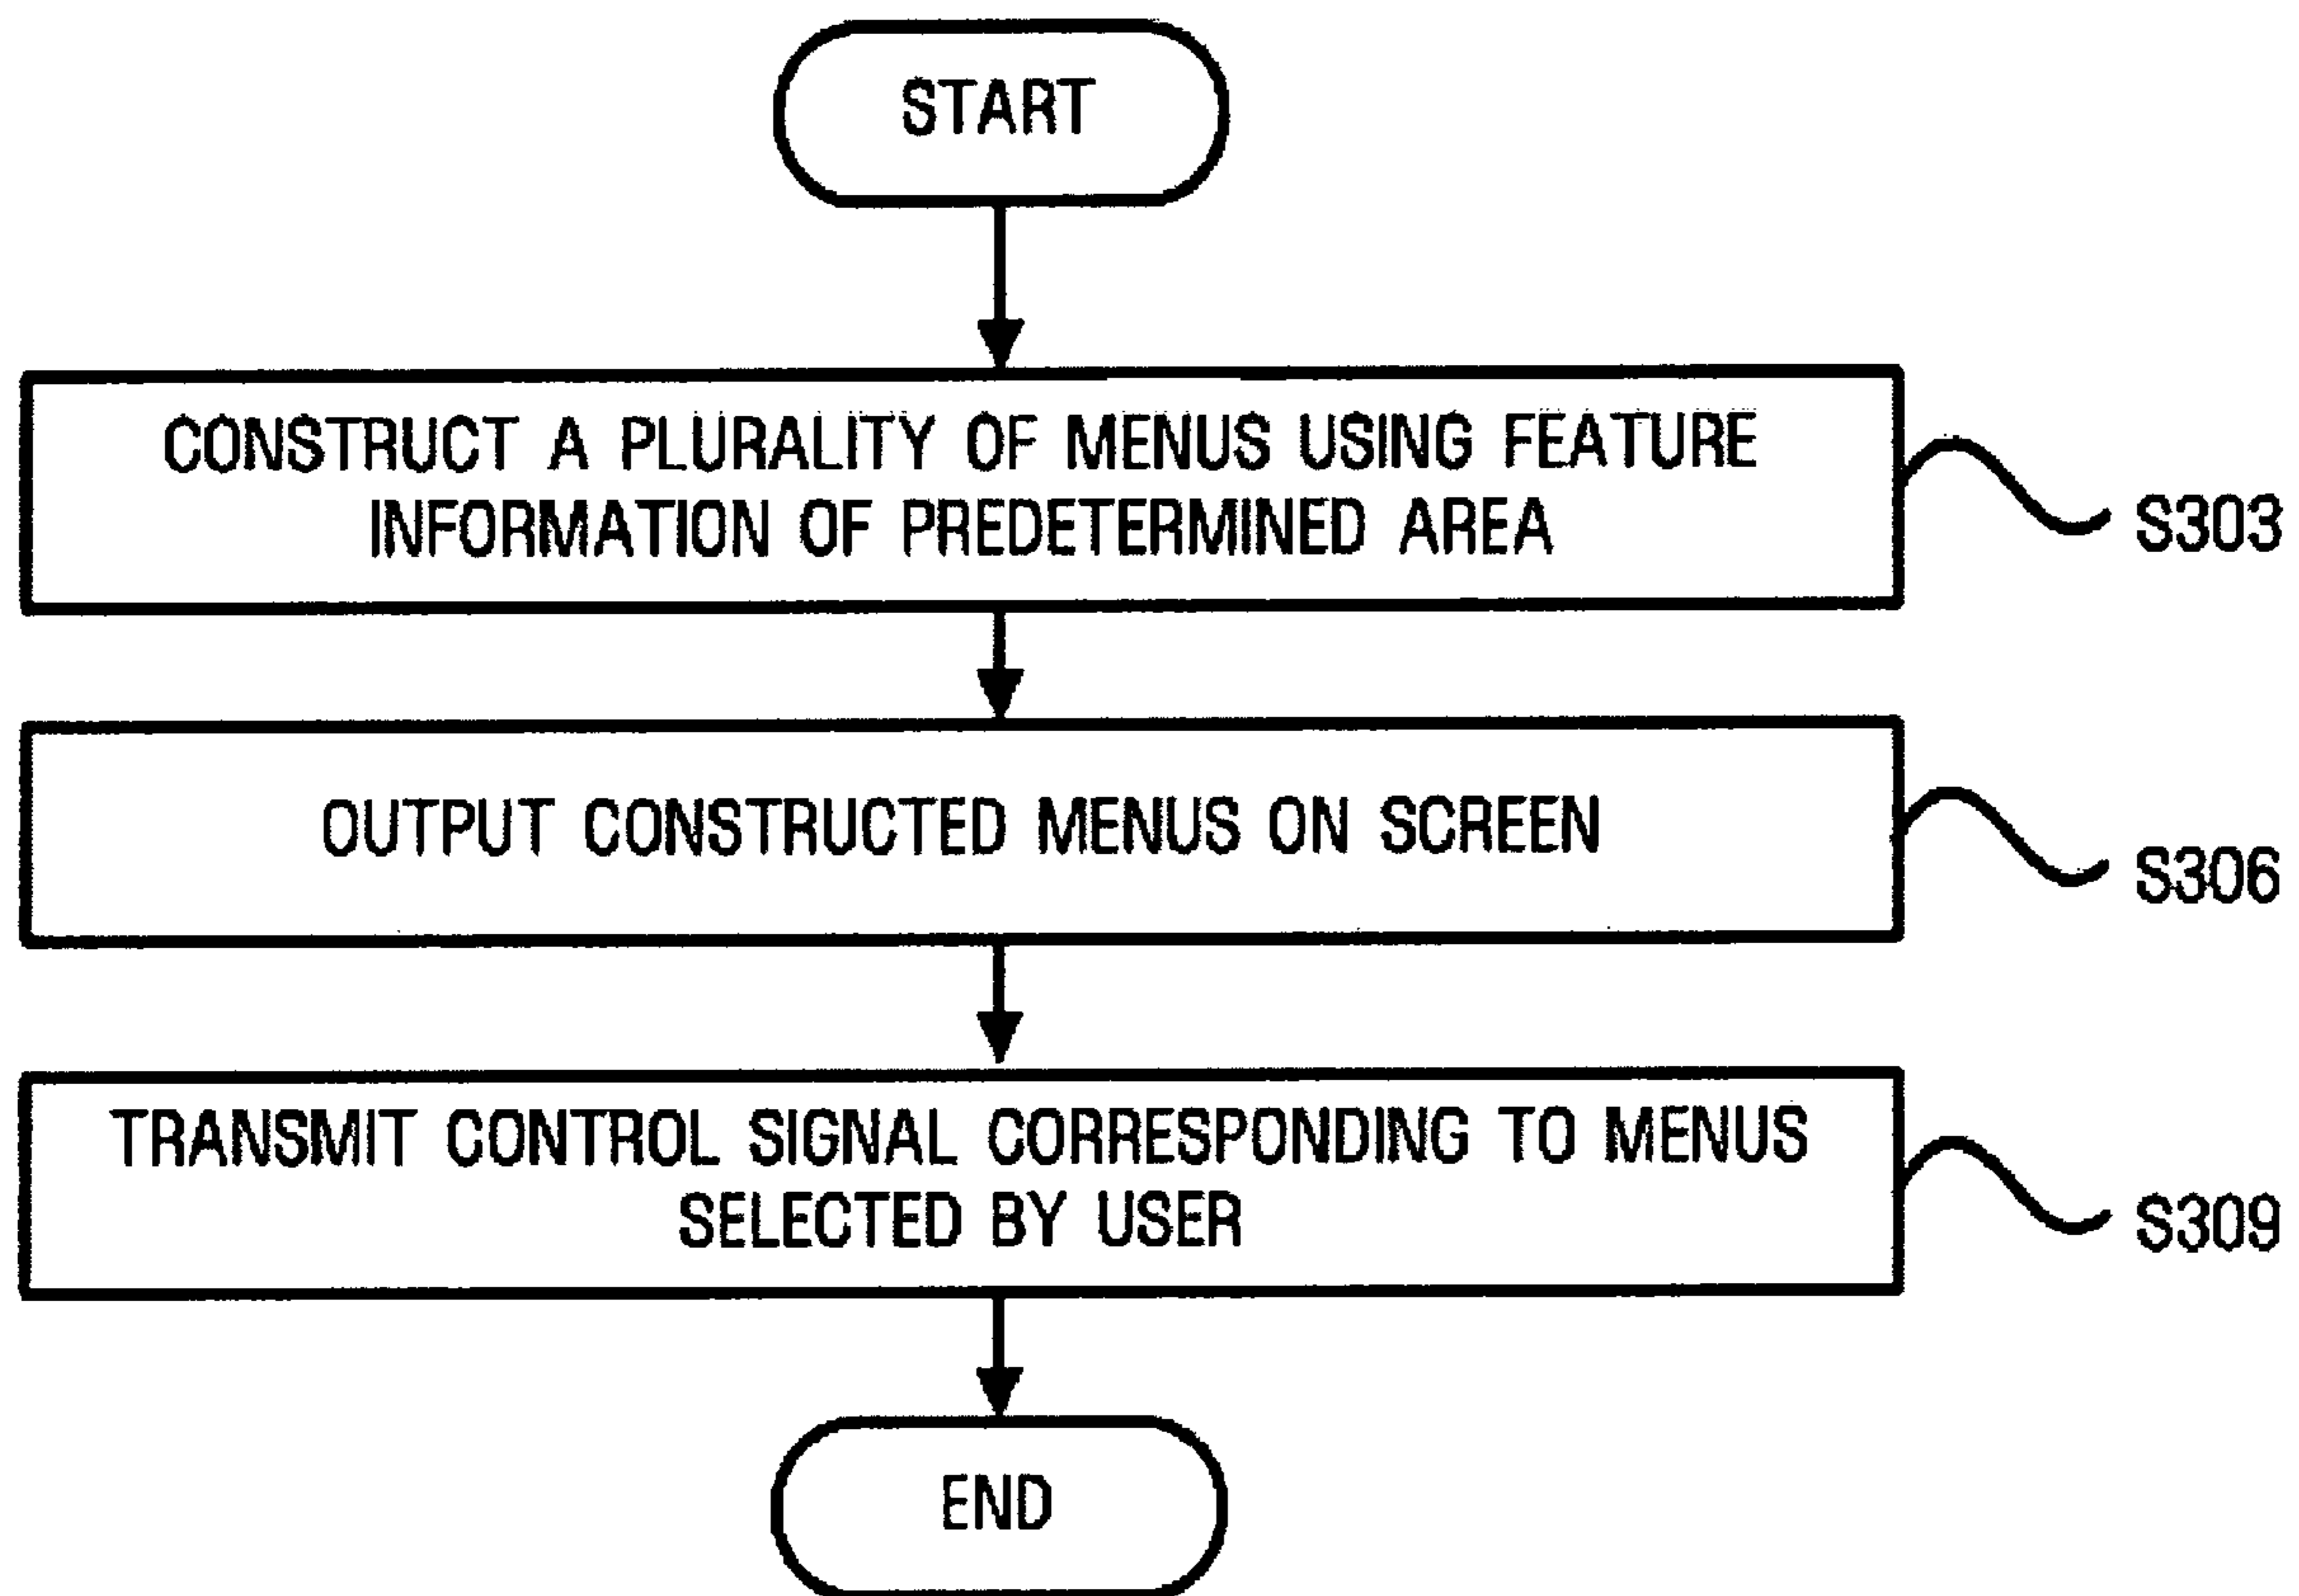 START
CONSTRUCT A PLURALITY OF MENUS USING FEATURE
INFORMATION OF PREDETERMINED AREA
S303
OUTPUT CONSTRUCTED MENUS ON SCREEN
S306
TRANSMIT CONTROL SIGNAL CORRESPONDING TO MENUS
SELECTED BY USER
S309
END